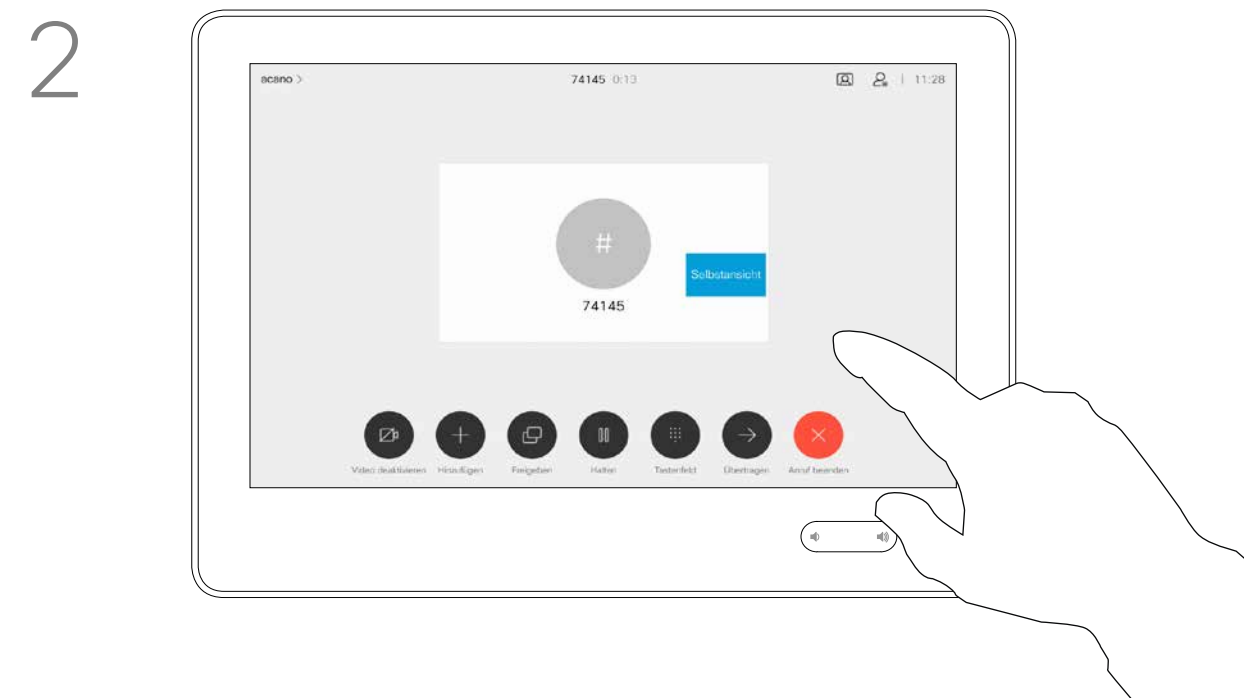 2
acano >
74145 0:13
11:28
#
74145
Selbstansicht
Video deaktivieren
Hinzufügen
Freigeben
Halten
Tastenfeld
Übertragen
Anruf beenden